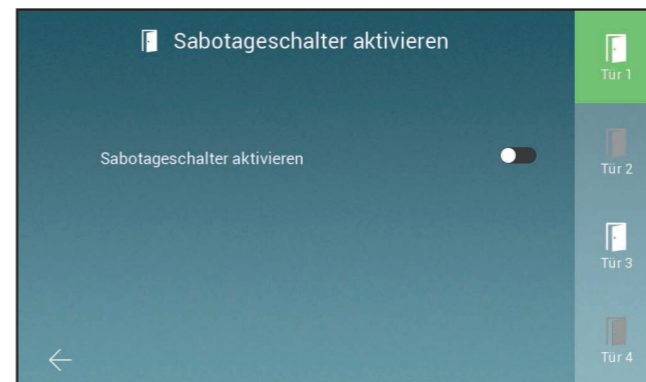 Sabotageschalter aktivieren
Sabotageschalter aktivieren
Tür 1
Tür 2
Tür 3
Tür 4